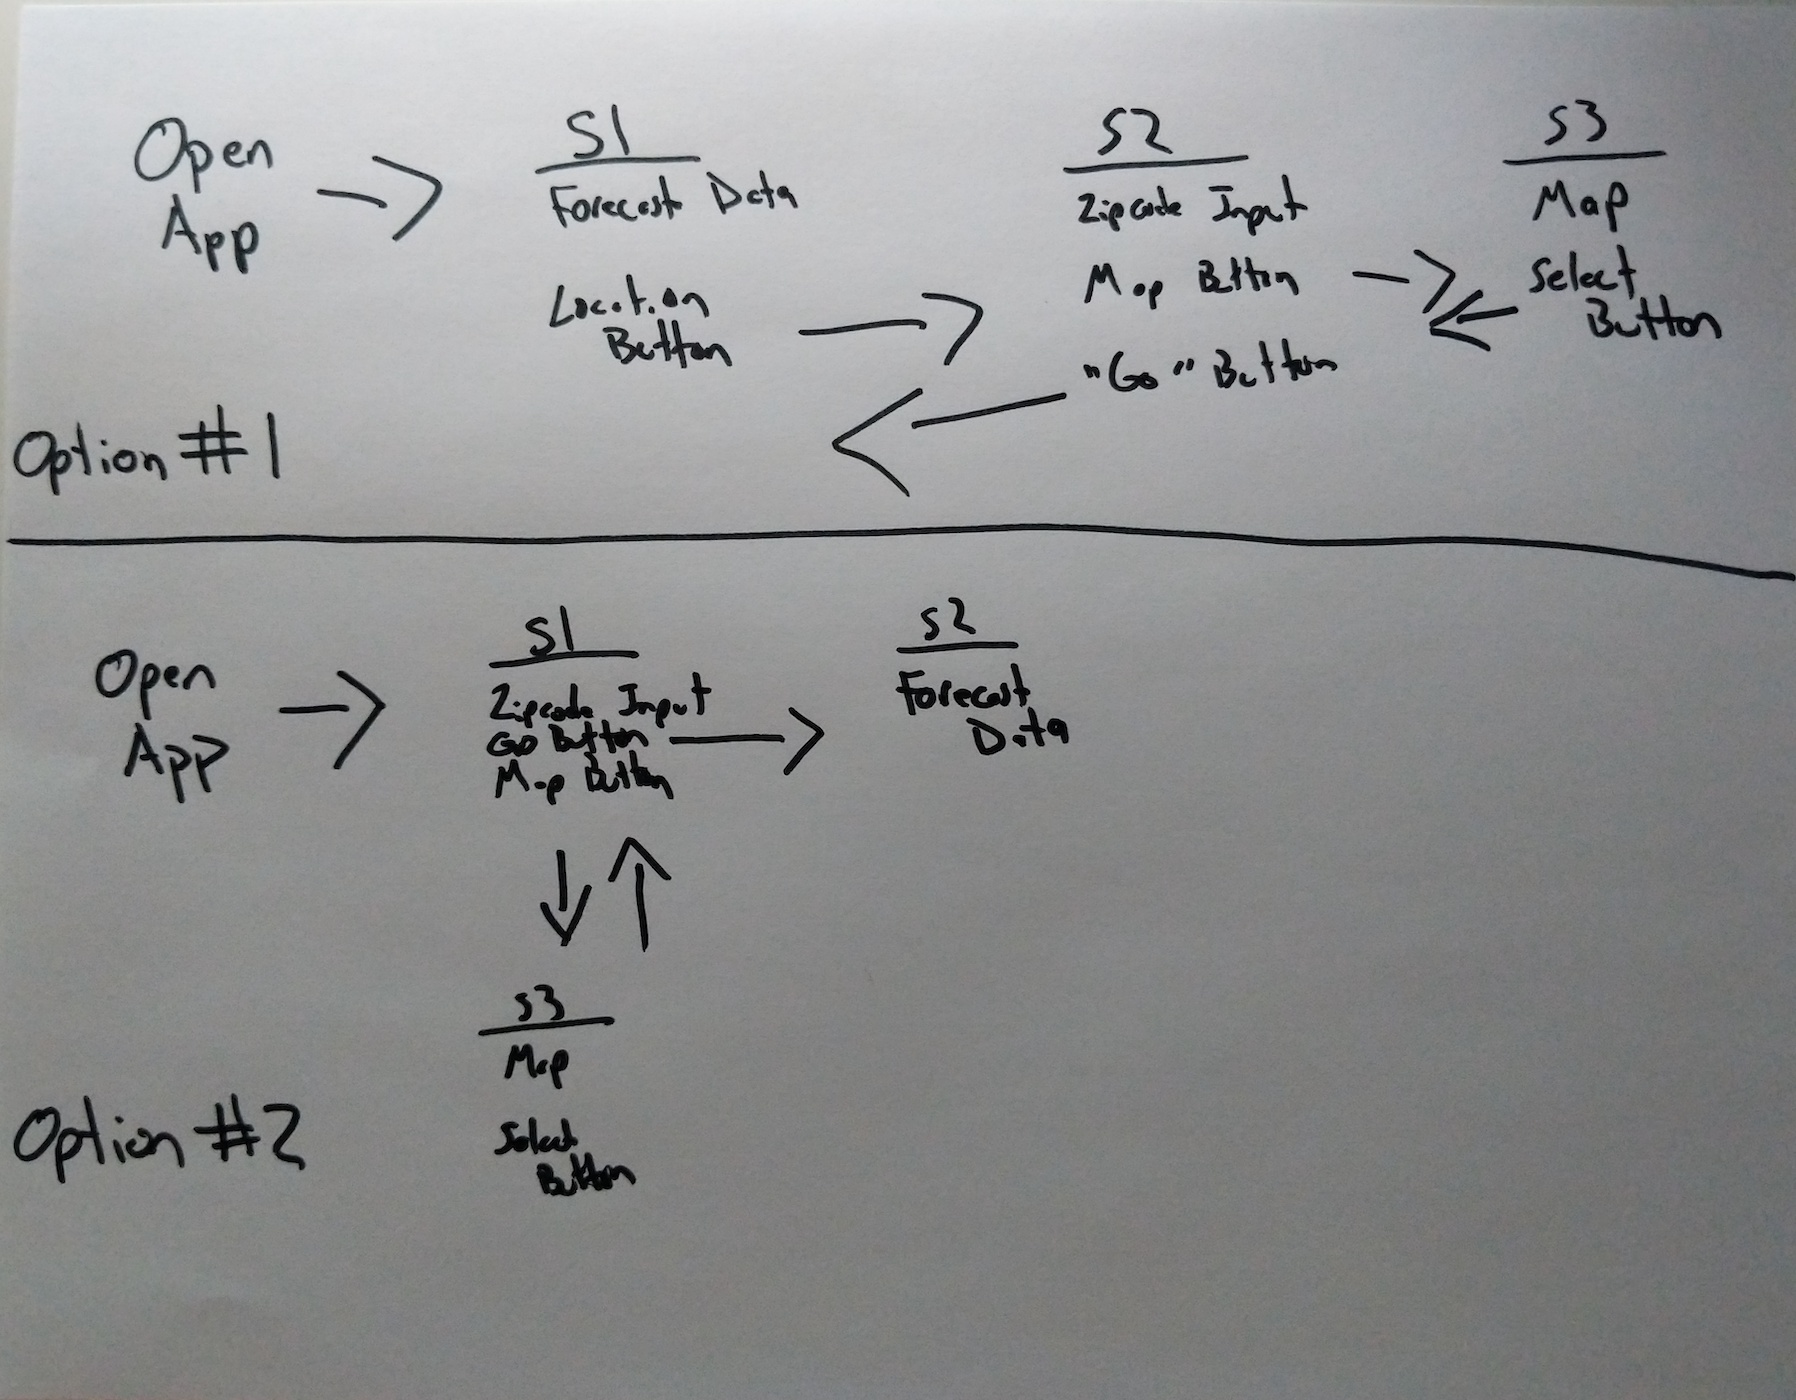 Open
App
S1
Forecast Data
Location
Button
S2
Zipcode Input
Map Button
"Go" Button
S3
Map
Select
Button
Option #1
Open
App
S1
Zipcode Input
Go Button
Map Button
S2
Forecast
Data
S3
Map
Select
Button
Option #2